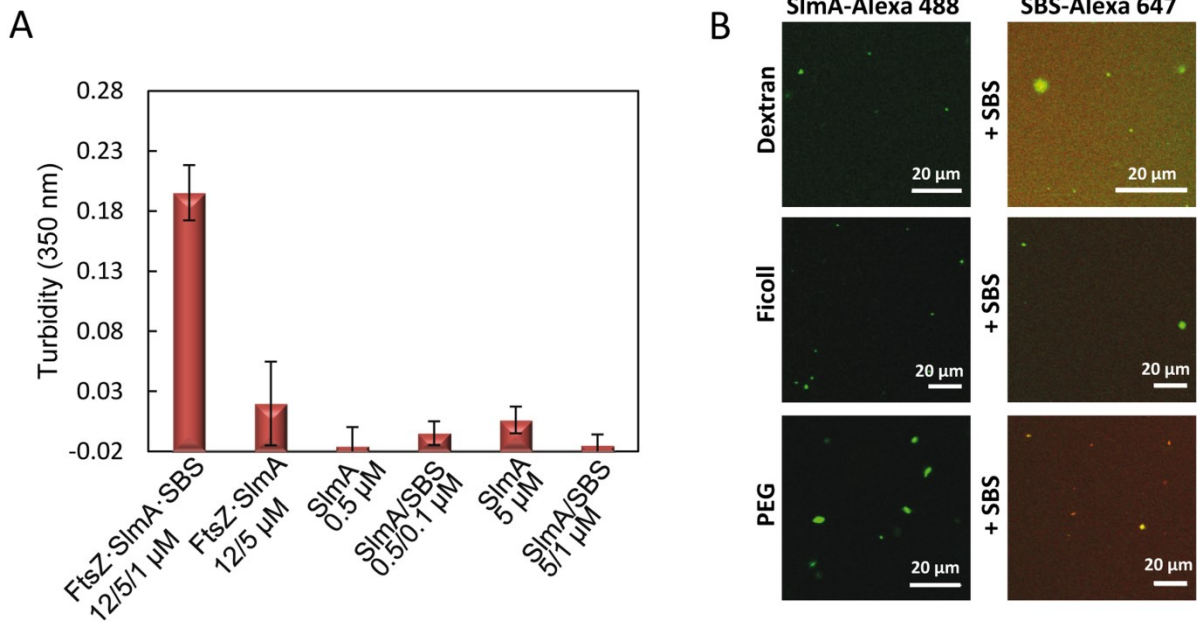 A
Turbidity (350 nm)
0.28
0.23
0.18
0.13
0.08
0.03
-0.02
FtsZ·SlmA·SBS
12/5/1 µM
FtsZ·SlmA
12/5 µM
SlmA
0.5 µM
SlmA/SBS
0.5/0.1 µM
SlmA
5 µM
SlmA/SBS
5/1 µM
B
SlmA-Alexa 488
SBS-Alexa 647
Dextran
20 µm
+ SBS
20 µm
Ficoll
20 µm
+ SBS
20 µm
PEG
20 µm
+ SBS
20 µm